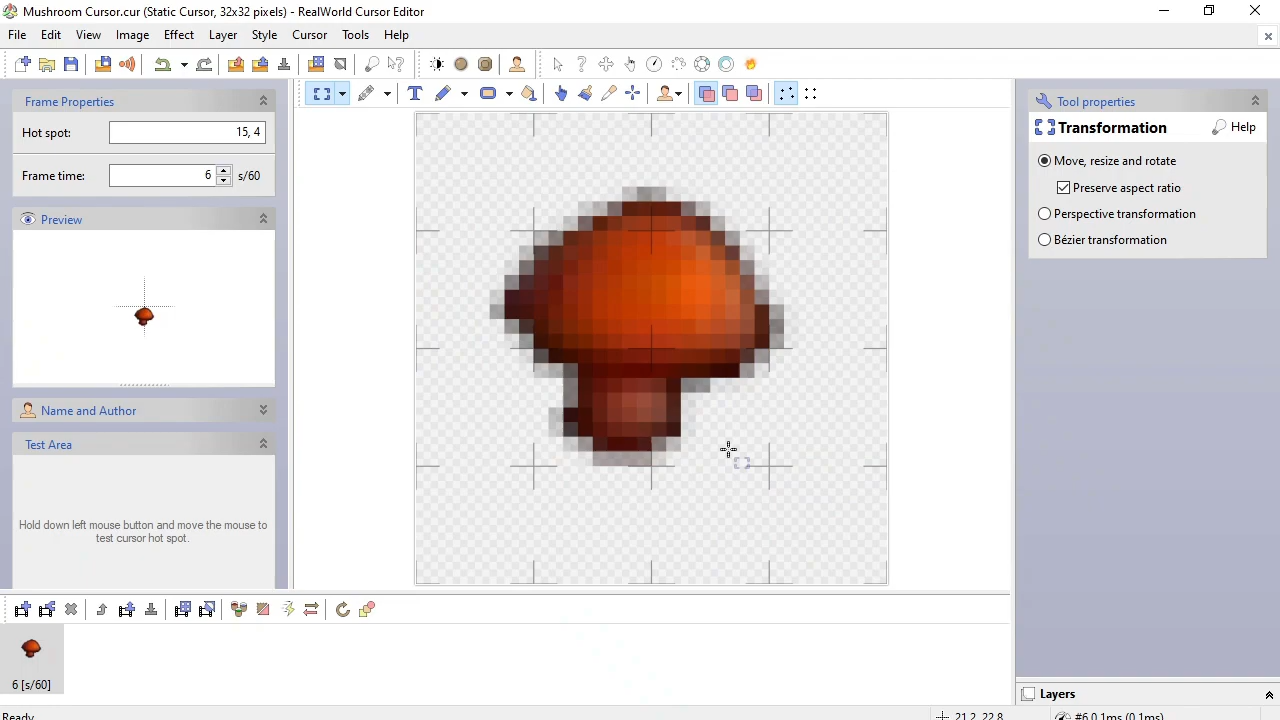 Mushroom Cursor.cur (Static Cursor, 32x32 pixels) - RealWorld Cursor Editor
File Edit View Image Effect Layer Style Cursor Tools Help
Frame Properties
Hot spot: 15, 4
Frame time: 6 s/60
Preview
Name and Author
Test Area
Hold down left mouse button and move the mouse to
test cursor hot spot.
Tool properties
Transformation Help
Move, resize and rotate
Preserve aspect ratio
Perspective transformation
Bézier transformation
6 [s/60]
Layers
Ready 21.2, 22.8 #6 0.1ms (0.1ms)